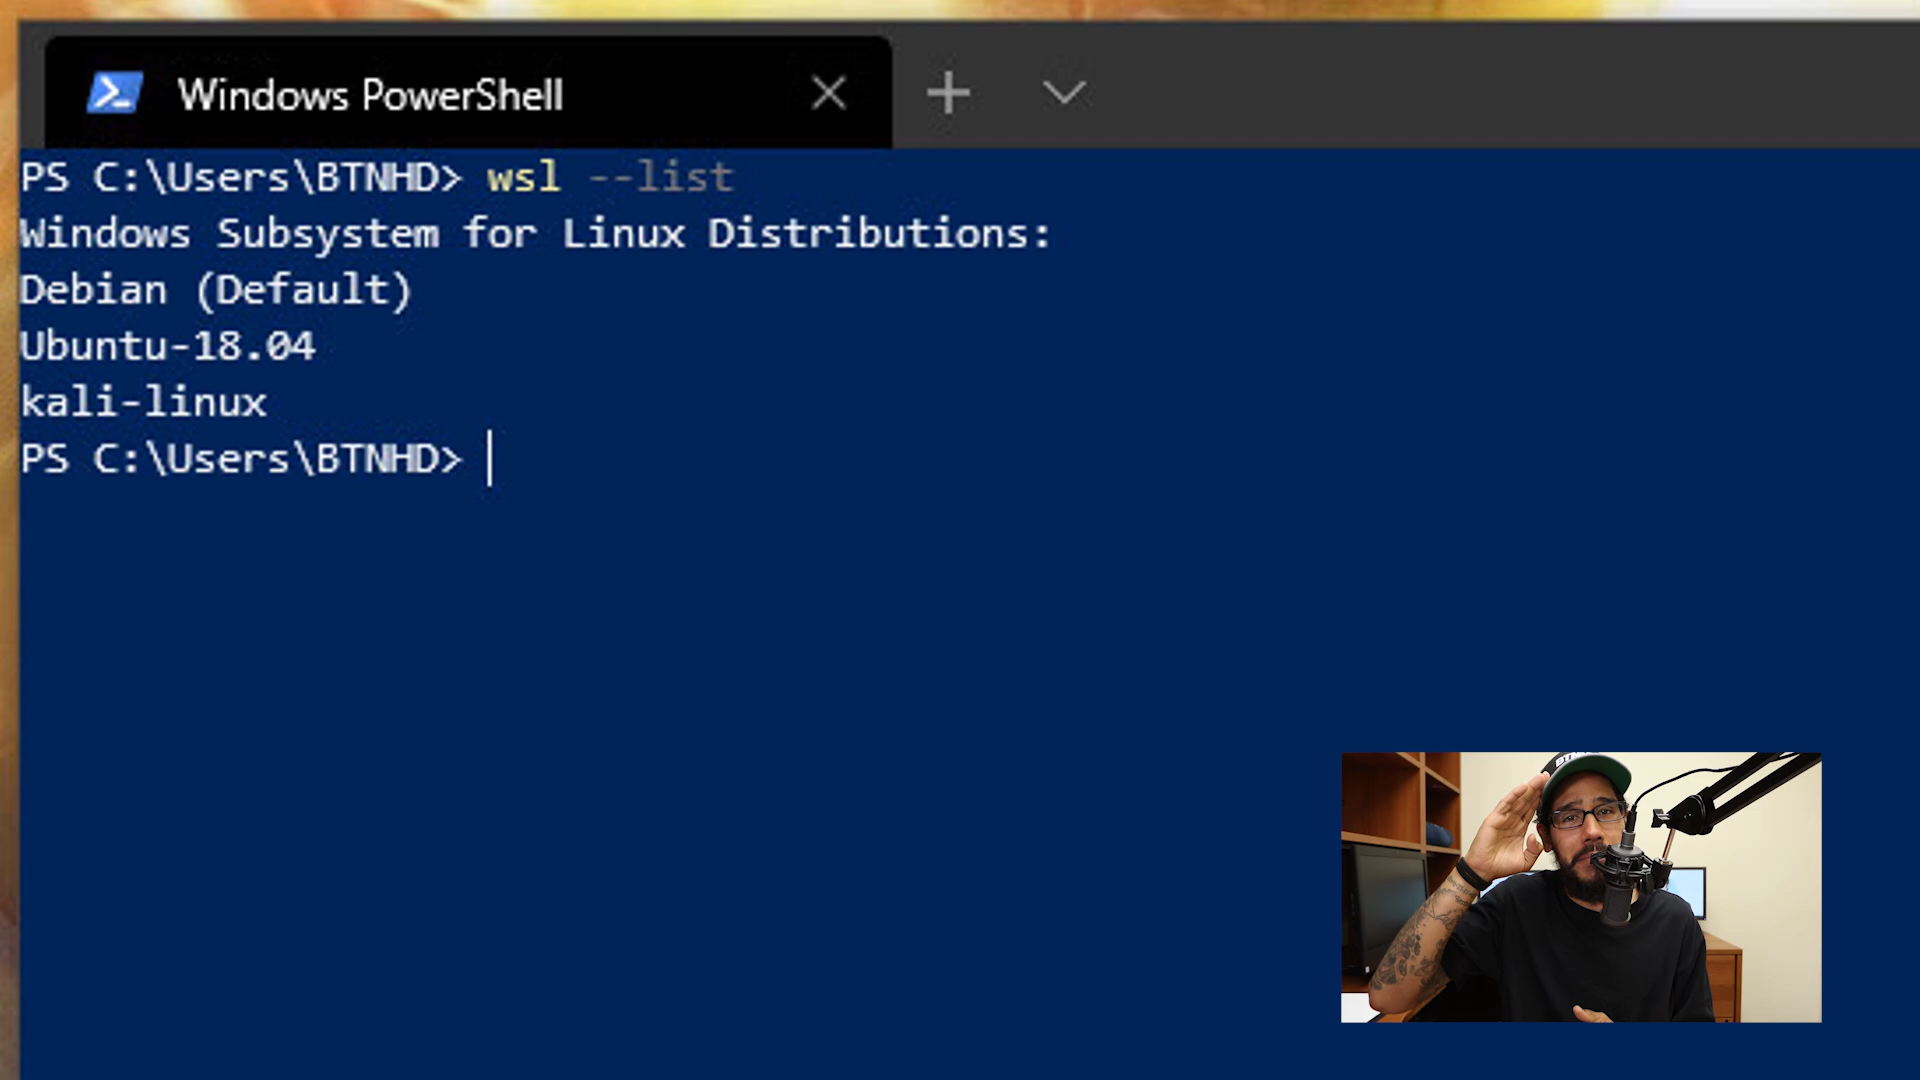 Windows PowerShell
PS C:\Users\BTNHD> wsl --list
Windows Subsystem for Linux Distributions:
Debian (Default)
Ubuntu-18.04
kali-linux
PS C:\Users\BTNHD>